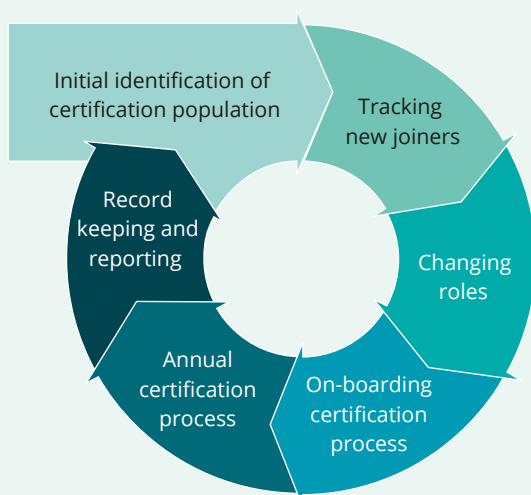 Initial identification of
certification population
Tracking
new joiners
Changing
roles
On-boarding
certification
process
Annual
certification
process
Record
keeping and
reporting